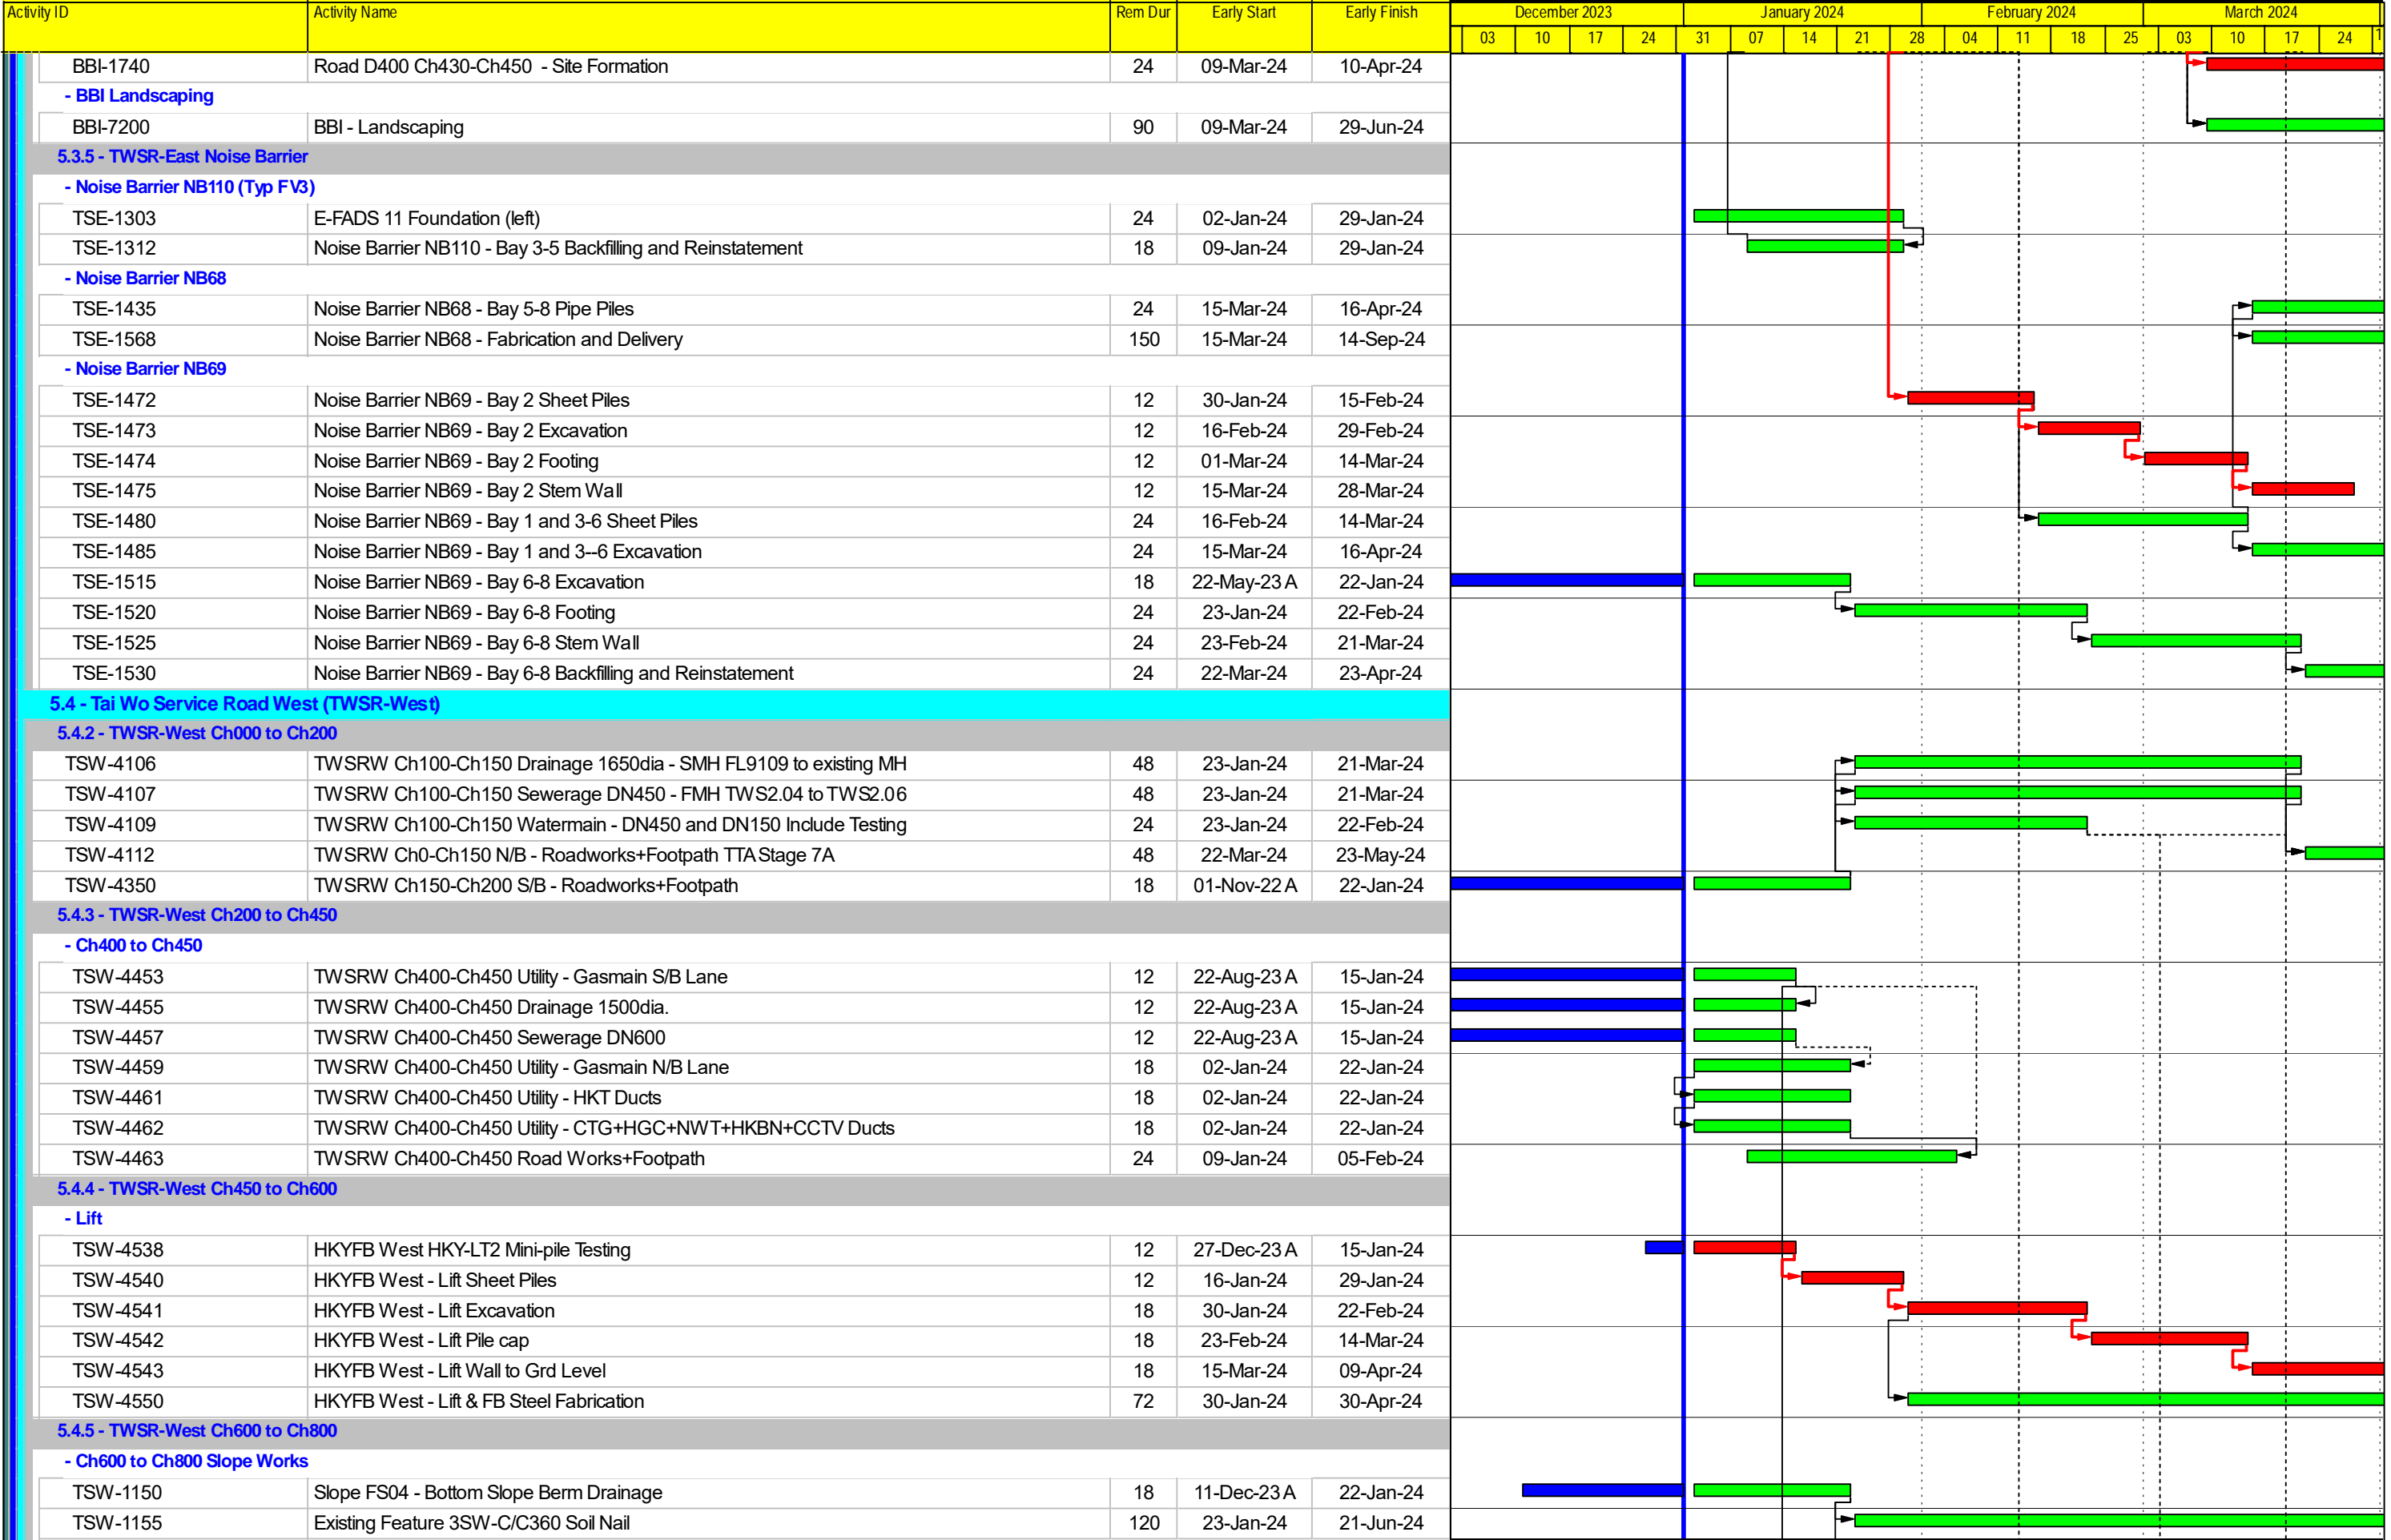 Activity ID Activity Name Rem Dur Early Start Early Finish December 2023 January 2024 February 2024 March 2024
03 10 17 24 31 07 14 21 28 04 11 18 25 03 10 17 24 1
BBI-1740 Road D400 Ch430-Ch450 - Site Formation 24 09-Mar-24 10-Apr-24
- BBI Landscaping
BBI-7200 BBI - Landscaping 90 09-Mar-24 29-Jun-24
5.3.5 - TWSR-East Noise Barrier
- Noise Barrier NB110 (Typ FV3)
TSE-1303 E-FADS 11 Foundation (left) 24 02-Jan-24 29-Jan-24
TSE-1312 Noise Barrier NB110 - Bay 3-5 Backfilling and Reinstatement 18 09-Jan-24 29-Jan-24
- Noise Barrier NB68
TSE-1435 Noise Barrier NB68 - Bay 5-8 Pipe Piles 24 15-Mar-24 16-Apr-24
TSE-1568 Noise Barrier NB68 - Fabrication and Delivery 150 15-Mar-24 14-Sep-24
- Noise Barrier NB69
TSE-1472 Noise Barrier NB69 - Bay 2 Sheet Piles 12 30-Jan-24 15-Feb-24
TSE-1473 Noise Barrier NB69 - Bay 2 Excavation 12 16-Feb-24 29-Feb-24
TSE-1474 Noise Barrier NB69 - Bay 2 Footing 12 01-Mar-24 14-Mar-24
TSE-1475 Noise Barrier NB69 - Bay 2 Stem Wall 12 15-Mar-24 28-Mar-24
TSE-1480 Noise Barrier NB69 - Bay 1 and 3-6 Sheet Piles 24 16-Feb-24 14-Mar-24
TSE-1485 Noise Barrier NB69 - Bay 1 and 3--6 Excavation 24 15-Mar-24 16-Apr-24
TSE-1515 Noise Barrier NB69 - Bay 6-8 Excavation 18 22-May-23 A 22-Jan-24
TSE-1520 Noise Barrier NB69 - Bay 6-8 Footing 24 23-Jan-24 22-Feb-24
TSE-1525 Noise Barrier NB69 - Bay 6-8 Stem Wall 24 23-Feb-24 21-Mar-24
TSE-1530 Noise Barrier NB69 - Bay 6-8 Backfilling and Reinstatement 24 22-Mar-24 23-Apr-24
5.4 - Tai Wo Service Road West (TWSR-West)
5.4.2 - TWSR-West Ch000 to Ch200
TSW-4106 TWSRW Ch100-Ch150 Drainage 1650dia - SMH FL9109 to existing MH 48 23-Jan-24 21-Mar-24
TSW-4107 TWSRW Ch100-Ch150 Sewerage DN450 - FMH TWS2.04 to TWS2.06 48 23-Jan-24 21-Mar-24
TSW-4109 TWSRW Ch100-Ch150 Watermain - DN450 and DN150 Include Testing 24 23-Jan-24 22-Feb-24
TSW-4112 TWSRW Ch0-Ch150 N/B - Roadworks+Footpath TTA Stage 7A 48 22-Mar-24 23-May-24
TSW-4350 TWSRW Ch150-Ch200 S/B - Roadworks+Footpath 18 01-Nov-22 A 22-Jan-24
5.4.3 - TWSR-West Ch200 to Ch450
- Ch400 to Ch450
TSW-4453 TWSRW Ch400-Ch450 Utility - Gasmain S/B Lane 12 22-Aug-23 A 15-Jan-24
TSW-4455 TWSRW Ch400-Ch450 Drainage 1500dia. 12 22-Aug-23 A 15-Jan-24
TSW-4457 TWSRW Ch400-Ch450 Sewerage DN600 12 22-Aug-23 A 15-Jan-24
TSW-4459 TWSRW Ch400-Ch450 Utility - Gasmain N/B Lane 18 02-Jan-24 22-Jan-24
TSW-4461 TWSRW Ch400-Ch450 Utility - HKT Ducts 18 02-Jan-24 22-Jan-24
TSW-4462 TWSRW Ch400-Ch450 Utility - CTG+HGC+NWT+HKBN+CCTV Ducts 18 02-Jan-24 22-Jan-24
TSW-4463 TWSRW Ch400-Ch450 Road Works+Footpath 24 09-Jan-24 05-Feb-24
5.4.4 - TWSR-West Ch450 to Ch600
- Lift
TSW-4538 HKYFB West HKY-LT2 Mini-pile Testing 12 27-Dec-23 A 15-Jan-24
TSW-4540 HKYFB West - Lift Sheet Piles 12 16-Jan-24 29-Jan-24
TSW-4541 HKYFB West - Lift Excavation 18 30-Jan-24 22-Feb-24
TSW-4542 HKYFB West - Lift Pile cap 18 23-Feb-24 14-Mar-24
TSW-4543 HKYFB West - Lift Wall to Grd Level 18 15-Mar-24 09-Apr-24
TSW-4550 HKYFB West - Lift & FB Steel Fabrication 72 30-Jan-24 30-Apr-24
5.4.5 - TWSR-West Ch600 to Ch800
- Ch600 to Ch800 Slope Works
TSW-1150 Slope FS04 - Bottom Slope Berm Drainage 18 11-Dec-23 A 22-Jan-24
TSW-1155 Existing Feature 3SW-C/C360 Soil Nail 120 23-Jan-24 21-Jun-24